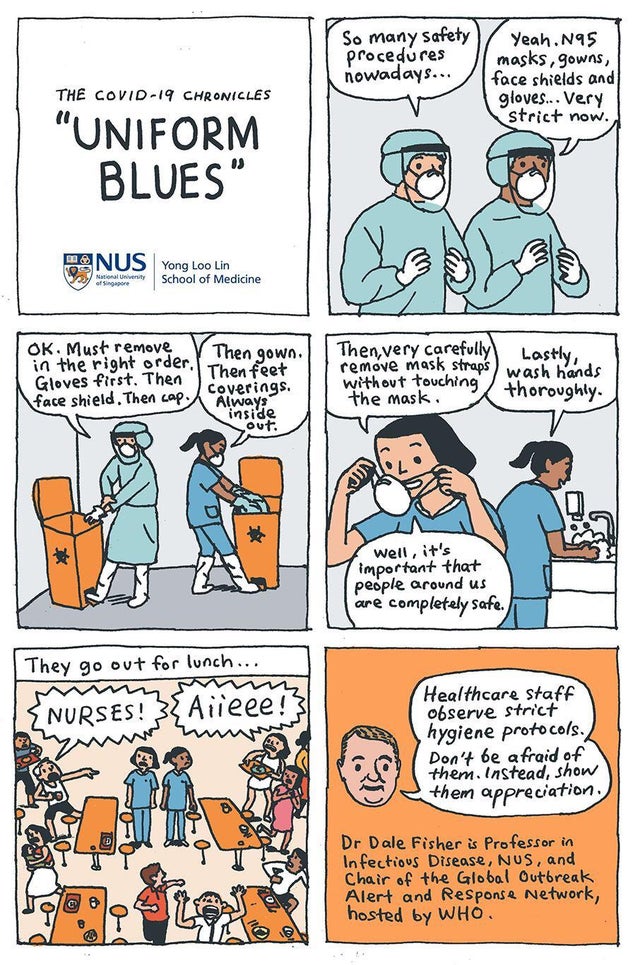 THE COVID-19 CHRONICLES
"UNIFORM
BLUES"
NUS
National University
of Singapore
Yong Loo Lin
School of Medicine
So many safety
procedures
nowadays...
Yeah. N95
masks, gowns,
face shields and
gloves... Very
strict now.
OK. Must remove
in the right order.
Gloves first. Then
face shield. Then cap.
Then gown.
Then feet
coverings.
Always
inside
out.
Then, very carefully
remove mask straps
without touching
the mask.
Lastly,
wash hands
thoroughly.
Well, it's
important that
people around us
are completely safe.
They go out for lunch...
NURSES!
Aiieee!
Healthcare staff
observe strict
hygiene protocols.
Don't be afraid of
them. Instead, show
them appreciation.
Dr Dale Fisher is Professor in
Infectious Disease, NUS, and
Chair of the Global Outbreak
Alert and Response Network,
hosted by WHO.